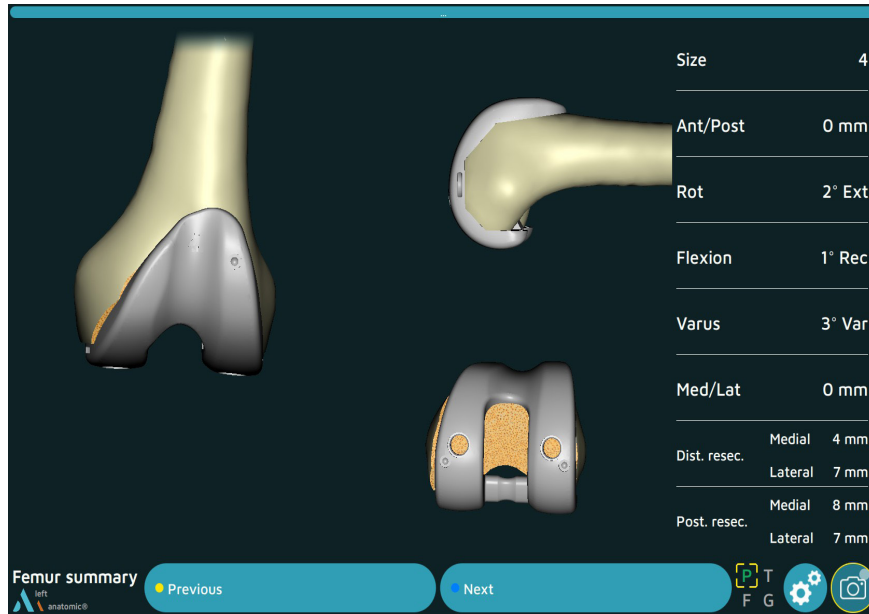 ...
Size 4
Ant/Post 0 mm
Rot 2° Ext
Flexion 1° Rec
Varus 3° Var
Med/Lat 0 mm
Dist. resec. Medial 4 mm
Lateral 7 mm
Post. resec. Medial 8 mm
Lateral 7 mm
Femur summary
left
anatomic®
Previous
Next
P T
F G